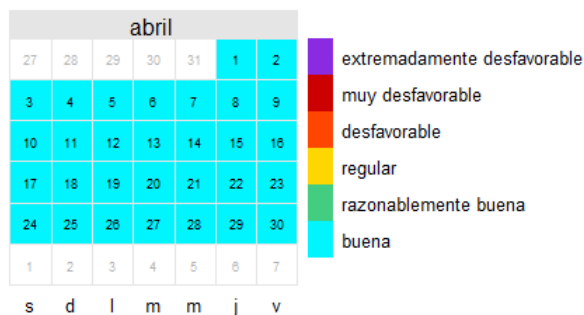 abril
27 28 29 30 31 1 2
3 4 5 6 7 8 9
10 11 12 13 14 15 16
17 18 19 20 21 22 23
24 25 26 27 28 29 30
1 2 3 4 5 6 7
s d l m m j v
extremadamente desfavorable
muy desfavorable
desfavorable
regular
razonablemente buena
buena